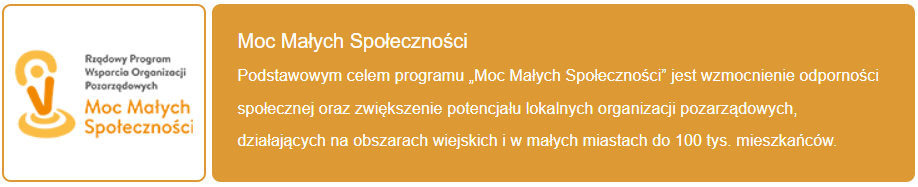 Rządowy Program
Wsparcia Organizacji
Pozarządowych
Moc Małych
Społeczności
Moc Małych Społeczności
Podstawowym celem programu „Moc Małych Społeczności” jest wzmocnienie odporności
społecznej oraz zwiększenie potencjału lokalnych organizacji pozarządowych,
działających na obszarach wiejskich i w małych miastach do 100 tys. mieszkańców.